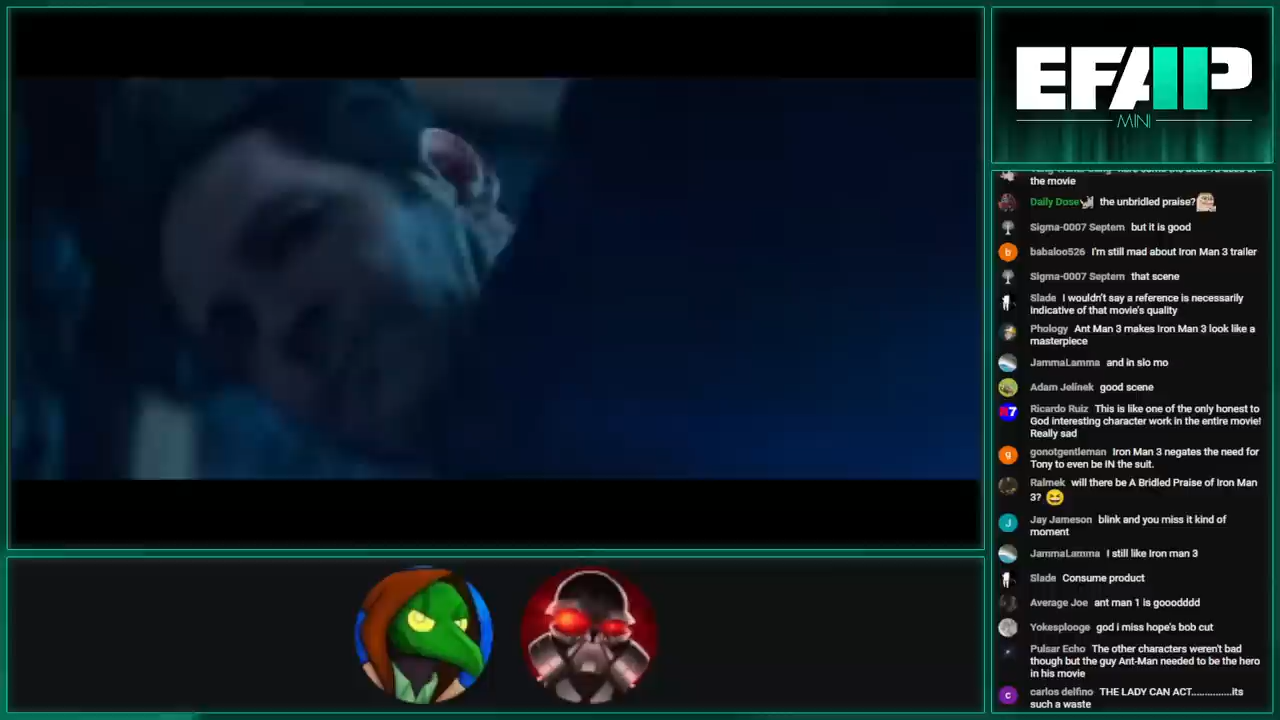 EFAP
MINI
the movie
Daily Dose the unbridled praise?
Sigma-0007 Septem but it is good
babaloo526 I'm still mad about Iron Man 3 trailer
Sigma-0007 Septem that scene
Slade I wouldn't say a reference is necessarily
indicative of that movie's quality
Phology Ant Man 3 makes Iron Man 3 look like a
masterpiece
JammaLamma and in slo mo
Adam Jelínek good scene
Ricardo Ruiz This is like one of the only honest to
God interesting character work in the entire movie!
Really sad
gonotgentleman Iron Man 3 negates the need for
Tony to even be IN the suit.
Ralmek will there be A Bridled Praise of Iron Man
3?
Jay Jameson blink and you miss it kind of
moment
JammaLamma I still like Iron man 3
Slade Consume product
Average Joe ant man 1 is goodddd
Yokesplooge god i miss hope's bob cut
Pulsar Echo The other characters weren't bad
though but the guy Ant-Man needed to be the hero
in his movie
carlos delfino THE LADY CAN ACT..............its
such a waste